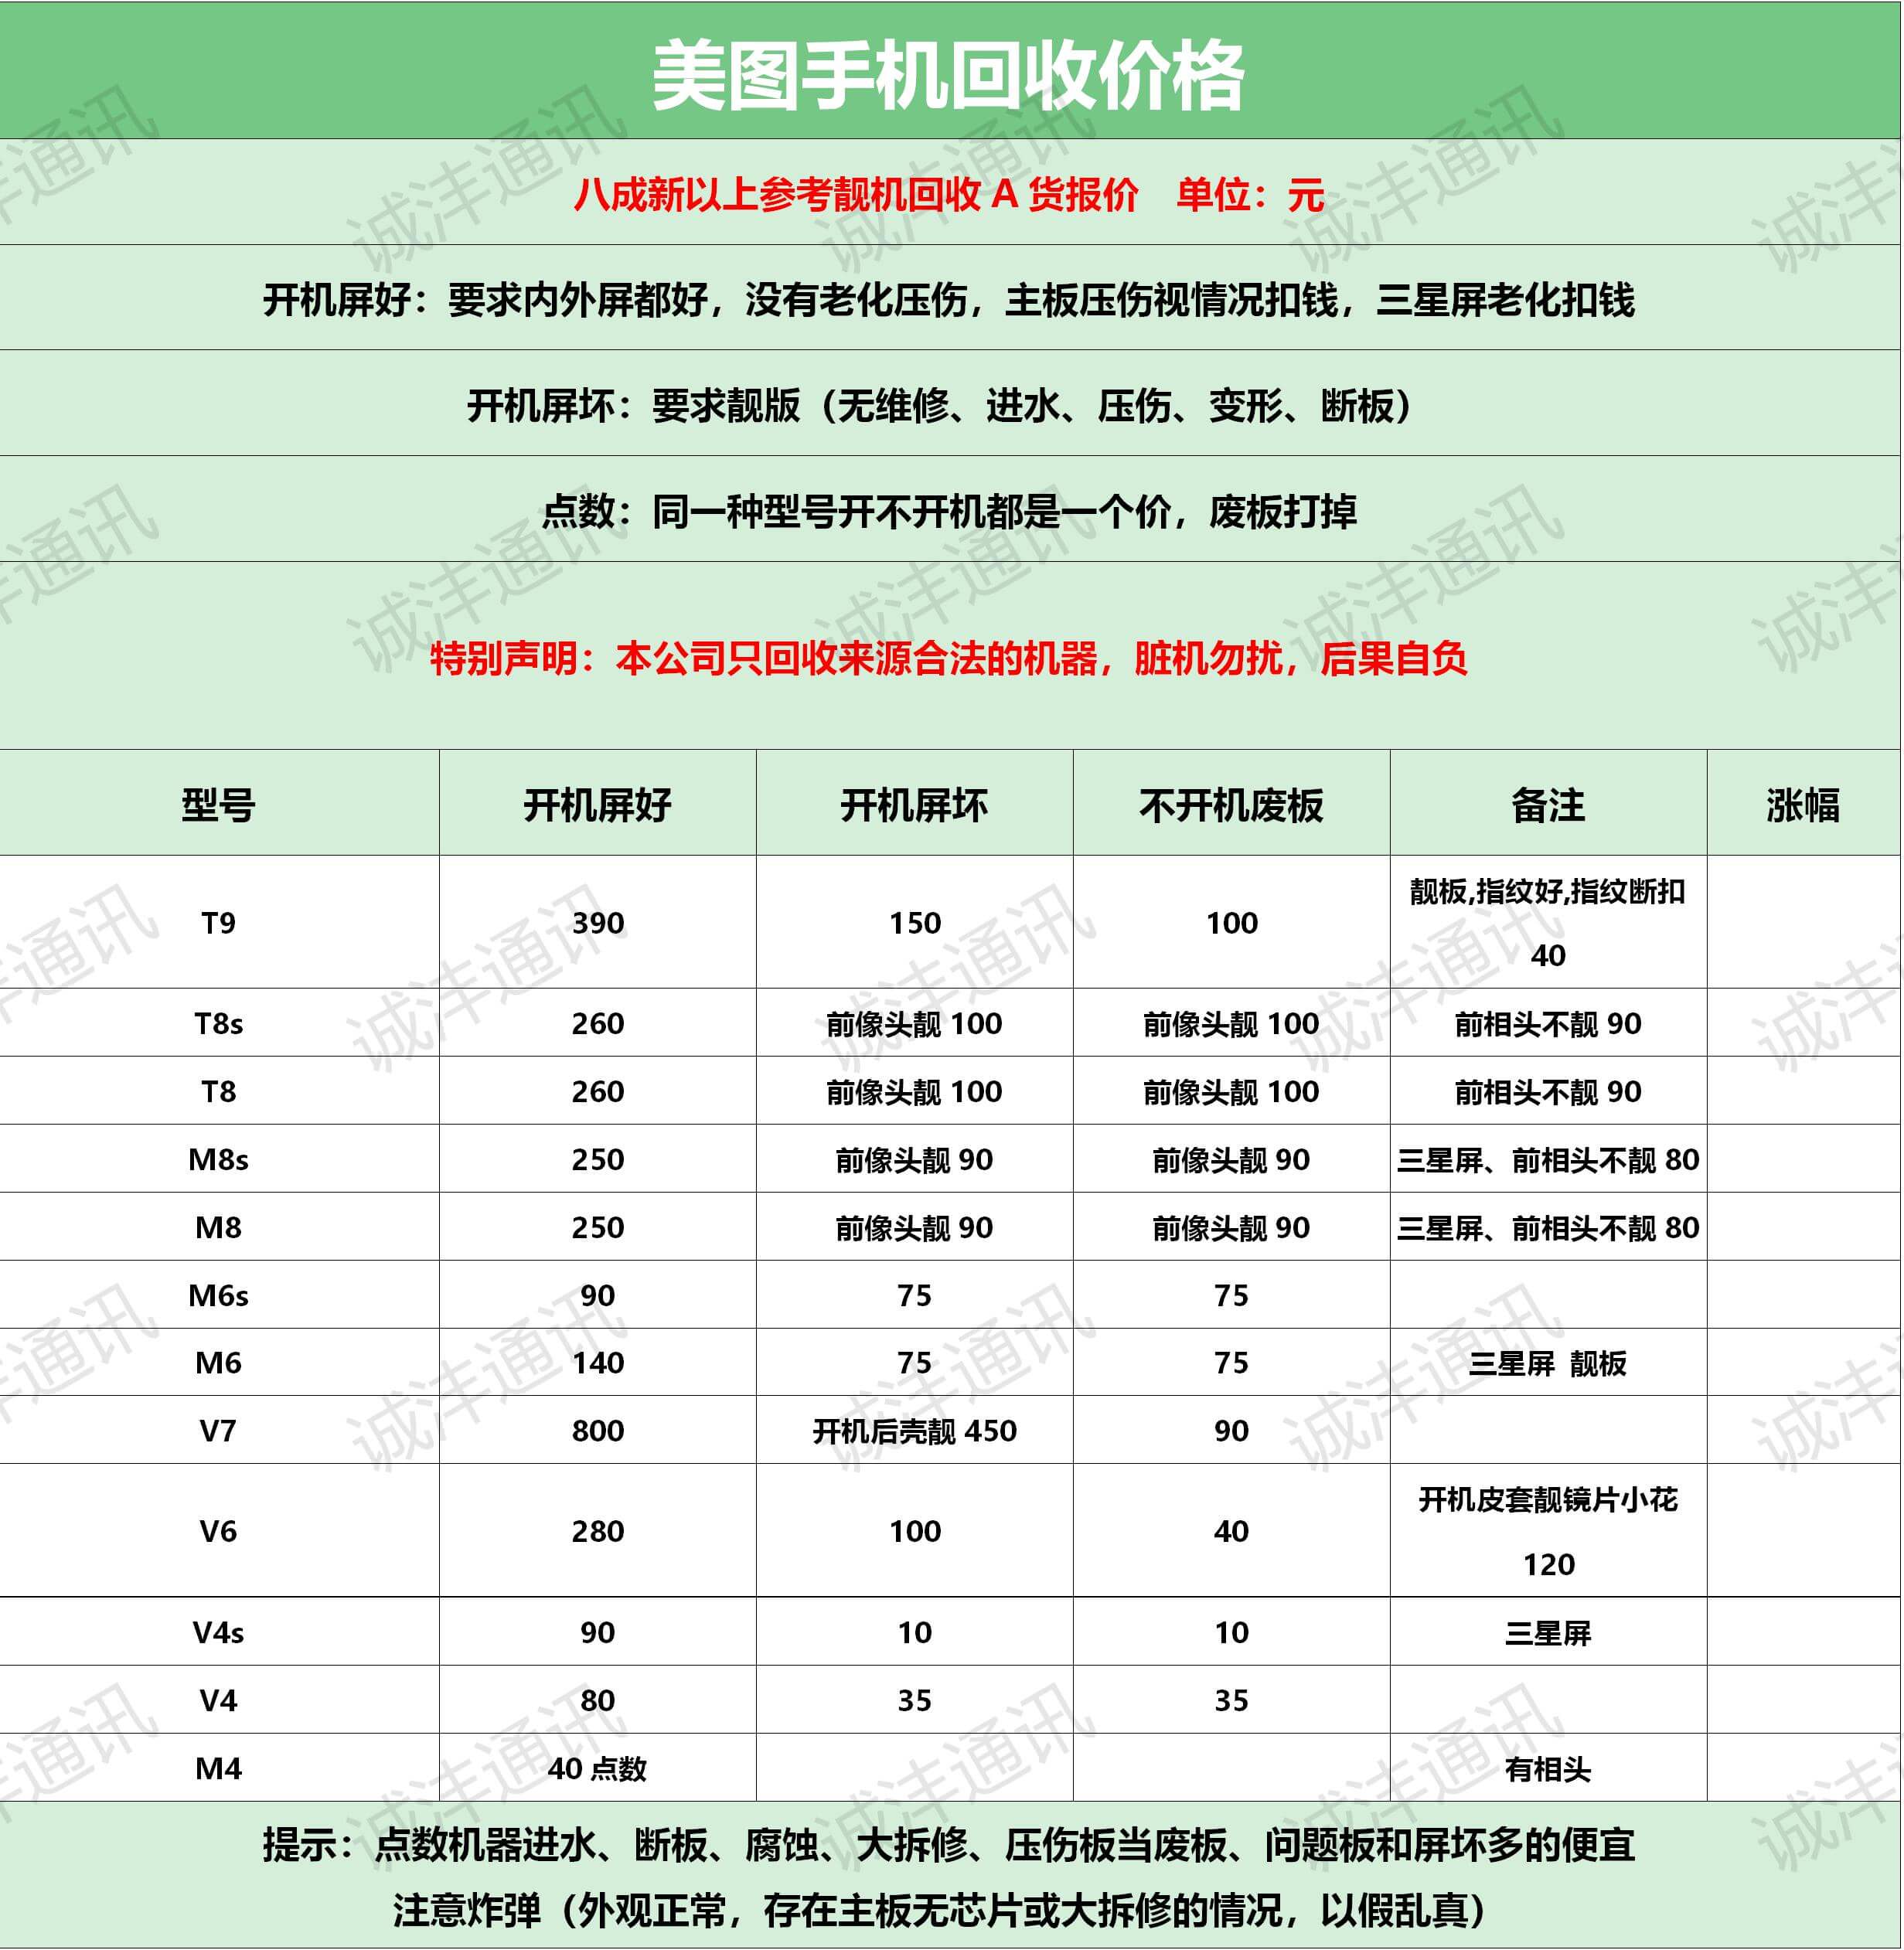 美图手机回收价格
八成新以上参考靓机回收 A 货报价 单位：元
开机屏好：要求内外屏都好，没有老化压伤，主板压伤视情况扣钱，三星屏老化扣钱
开机屏坏：要求靓版（无维修、进水、压伤、变形、断板）
点数：同一种型号开不开机都是一个价，废板打掉
特别声明：本公司只回收来源合法的机器，脏机勿扰，后果自负
型号 开机屏好 开机屏坏 不开机废板 备注 涨幅
T9 390 150 100 靓板,指纹好,指纹断扣
40
T8s 260 前像头靓 100 前像头靓 100 前相头不靓 90
T8 260 前像头靓 100 前像头靓 100 前相头不靓 90
M8s 250 前像头靓 90 前像头靓 90 三星屏、前相头不靓 80
M8 250 前像头靓 90 前像头靓 90 三星屏、前相头不靓 80
M6s 90 75 75
M6 140 75 75 三星屏 靓板
V7 800 开机后壳靓 450 90
V6 280 100 40 开机皮套靓镜片小花
120
V4s 90 10 10 三星屏
V4 80 35 35
M4 40 点数 有相头
提示：点数机器进水、断板、腐蚀、大拆修、压伤板当废板、问题板和屏坏多的便宜
注意炸弹（外观正常，存在主板无芯片或大拆修的情况，以假乱真）
诚沣通讯